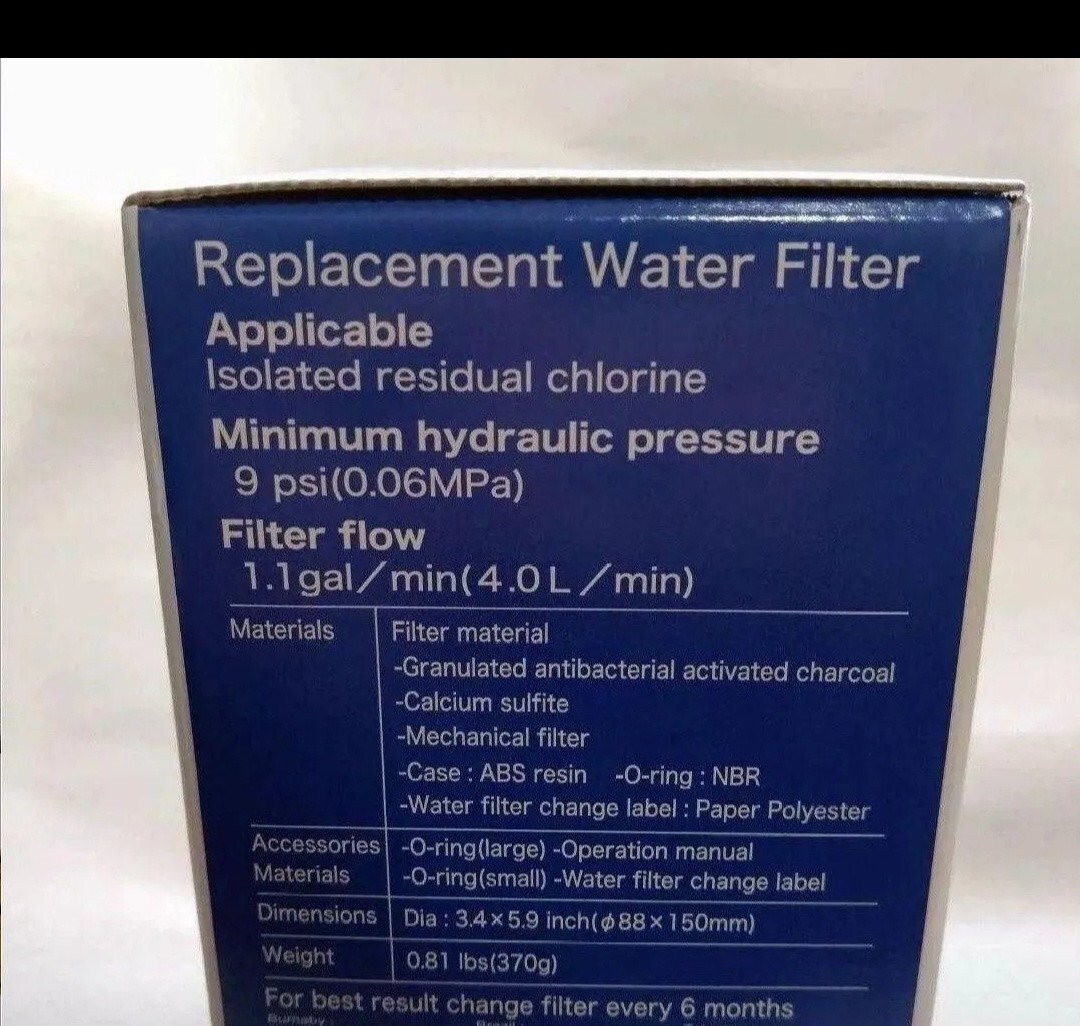 Replacement Water Filter
Applicable
Isolated residual chlorine
Minimum hydraulic pressure
9 psi(0.06MPa)
Filter flow
1.1gal/min(4.0L/min)
Materials
Filter material
-Granulated antibacterial activated charcoal
-Calcium sulfite
-Mechanical filter
-Case : ABS resin -O-ring : NBR
-Water filter change label : Paper Polyester
Accessories
Materials
-O-ring(large) -Operation manual
-O-ring(small) -Water filter change label
Dimensions
Dia : 3.4×5.9 inch(ϕ88×150mm)
Weight
0.81 lbs(370g)
For best result change filter every 6 months
Burnaby